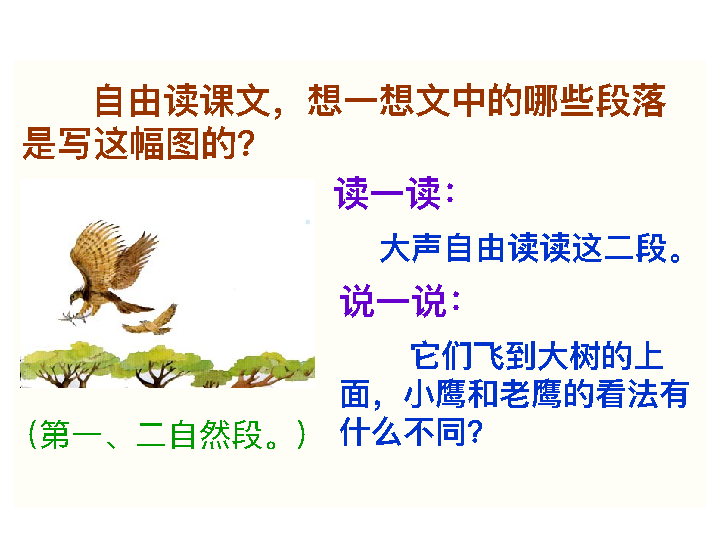 自由读课文，想一想文中的哪些段落
是写这幅图的？
读一读：
大声自由读读这二段。
说一说：
它们飞到大树的上
面，小鹰和老鹰的看法有
什么不同？
（第一、二自然段。）